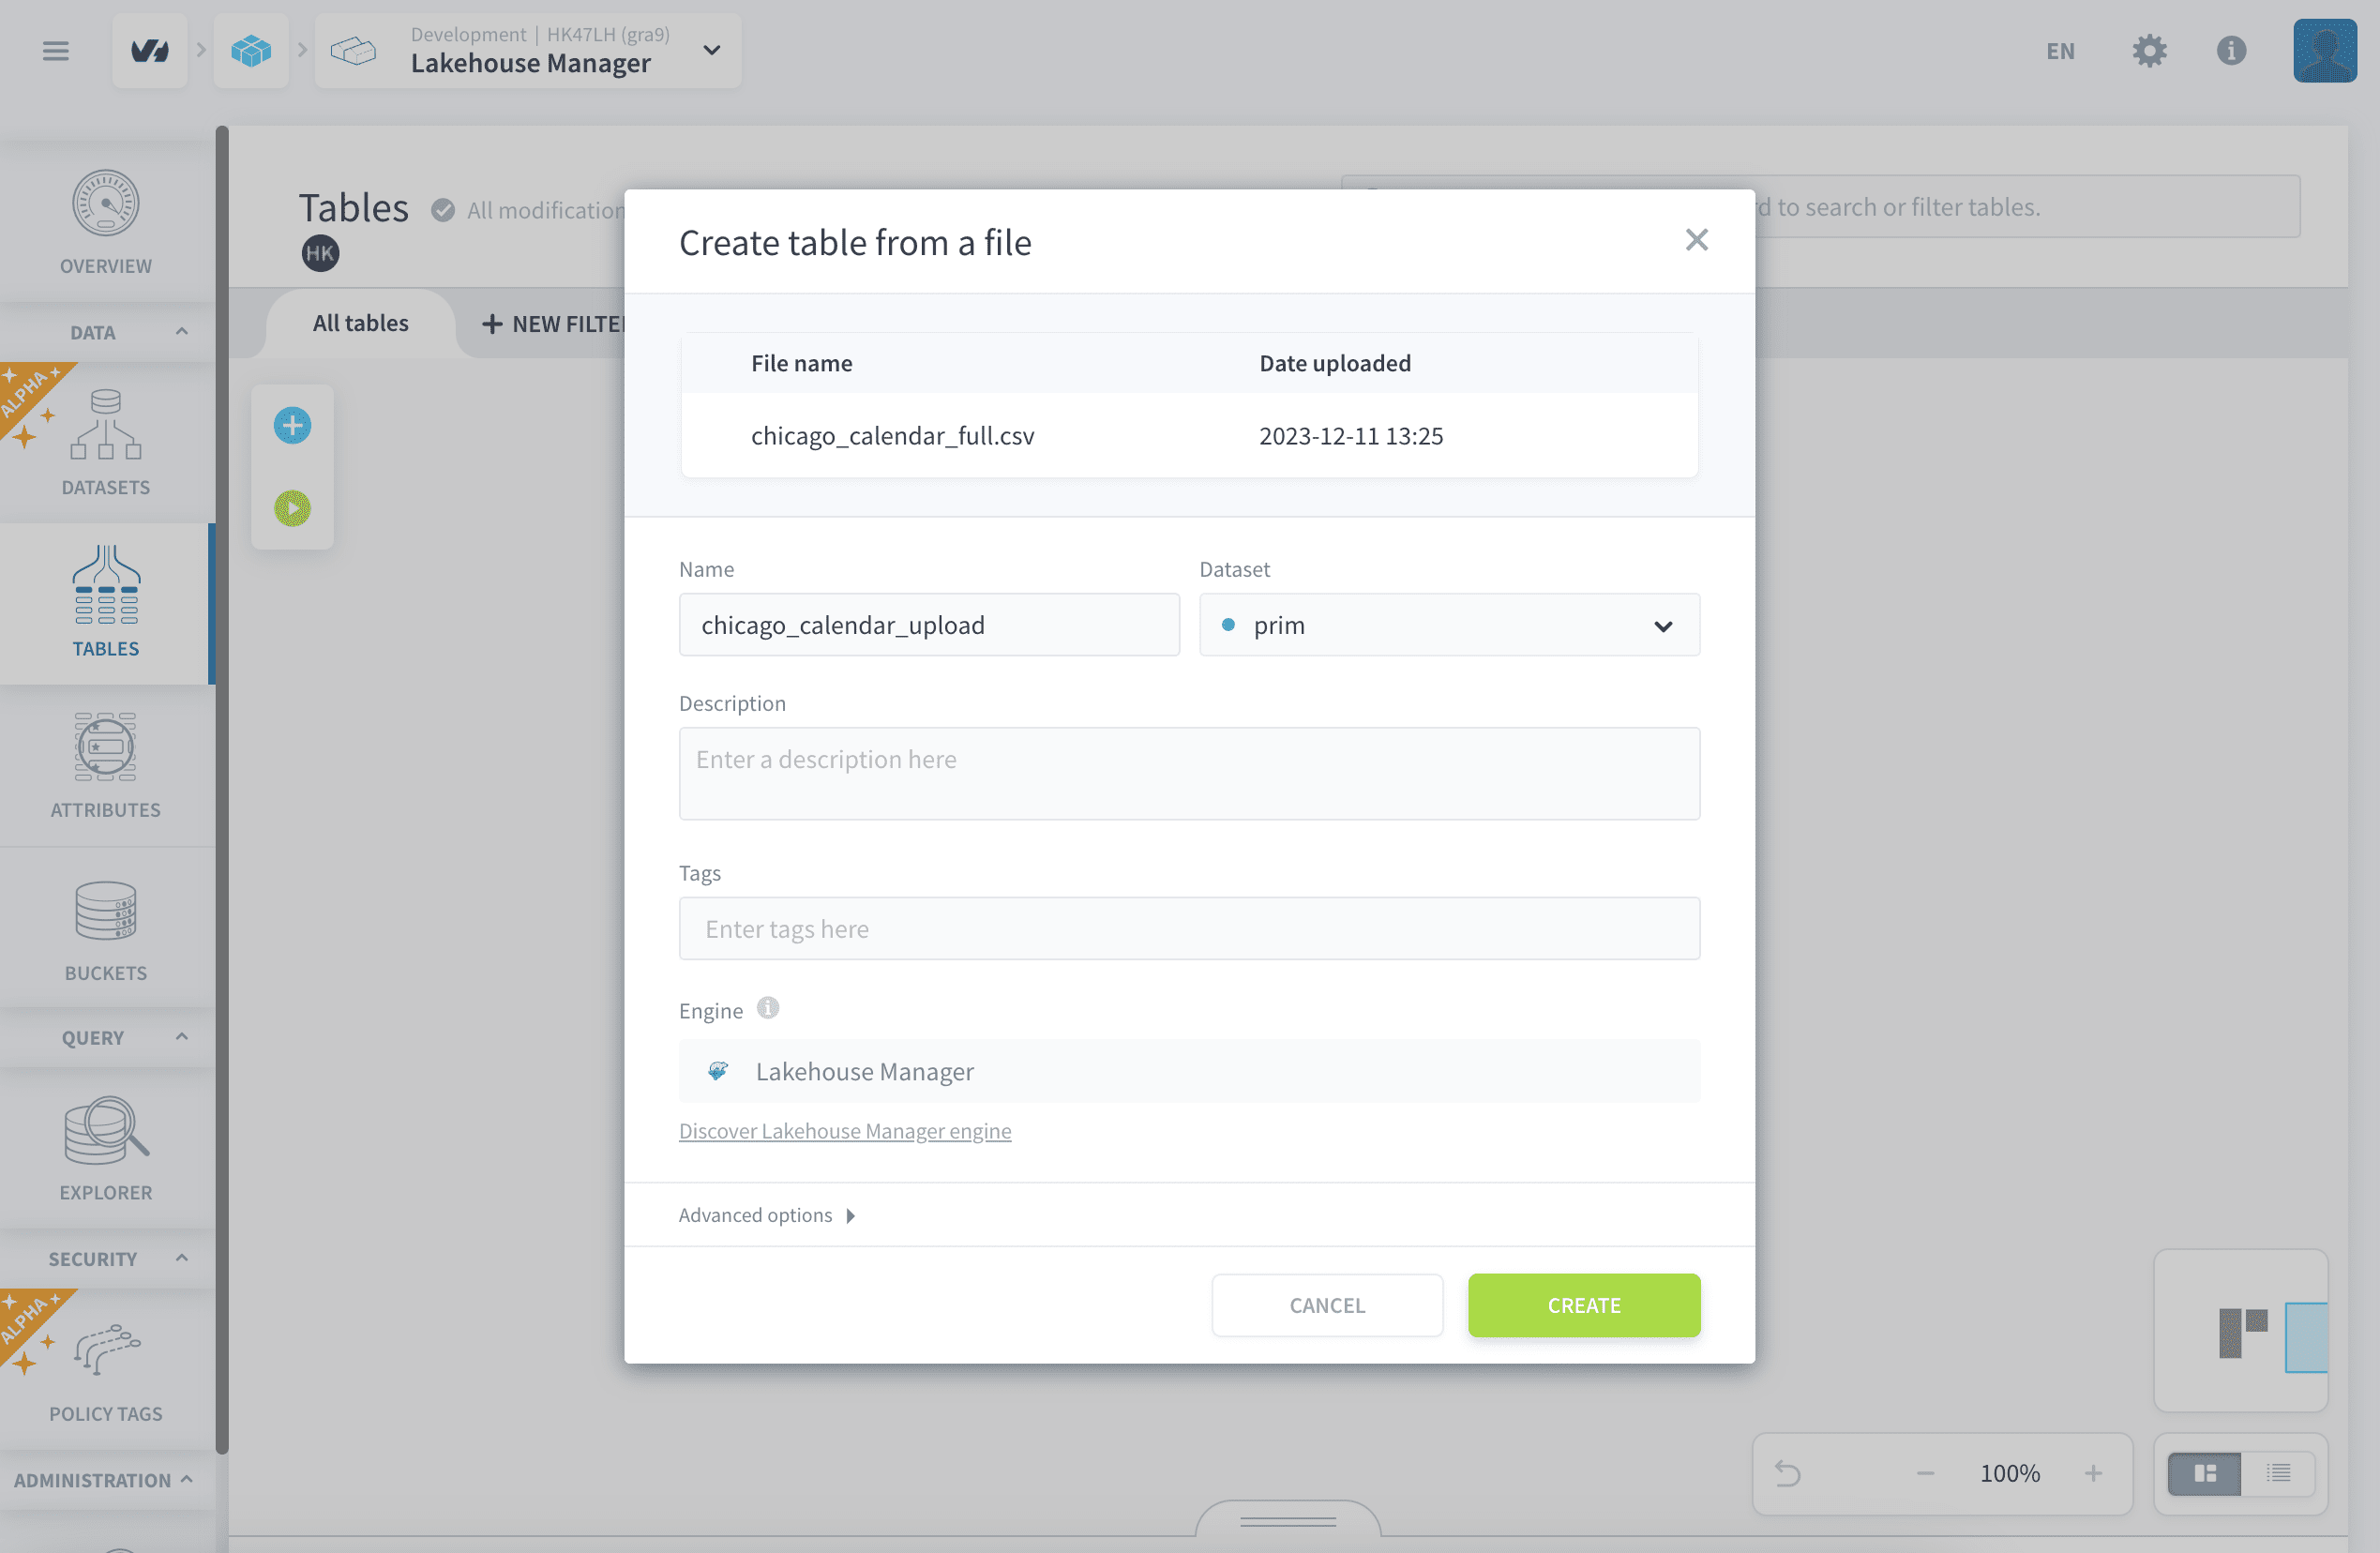 Development | HK47LH (gra9)
Lakehouse Manager
EN
OVERVIEW
DATA
ALPHA
DATASETS
TABLES
ATTRIBUTES
BUCKETS
QUERY
EXPLORER
SECURITY
ALPHA
POLICY TAGS
ADMINISTRATION
Tables
All modification
HK
rd to search or filter tables.
All tables
NEW FILTE
Create table from a file
File name Date uploaded
chicago_calendar_full.csv 2023-12-11 13:25
Name Dataset
chicago_calendar_upload prim
Description
Enter a description here
Tags
Enter tags here
Engine
Lakehouse Manager
Discover Lakehouse Manager engine
Advanced options
CANCEL CREATE
100%